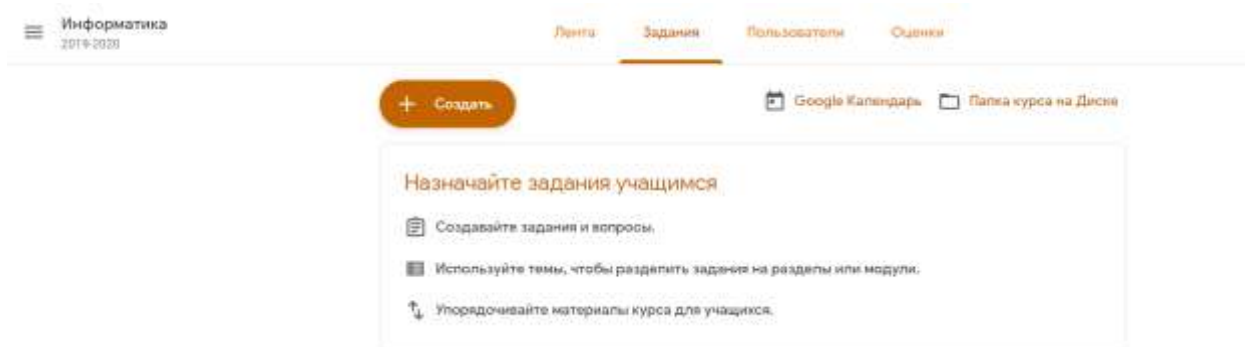 Информатика
2019-2020
Лента Задания Пользователи Оценки
+ Создать
Google Календарь Папка курса на Диске
Назначайте задания учащимся
Создавайте задания и вопросы.
Используйте темы, чтобы разделить задания на разделы или модули.
Упорядочивайте материалы курса для учащихся.